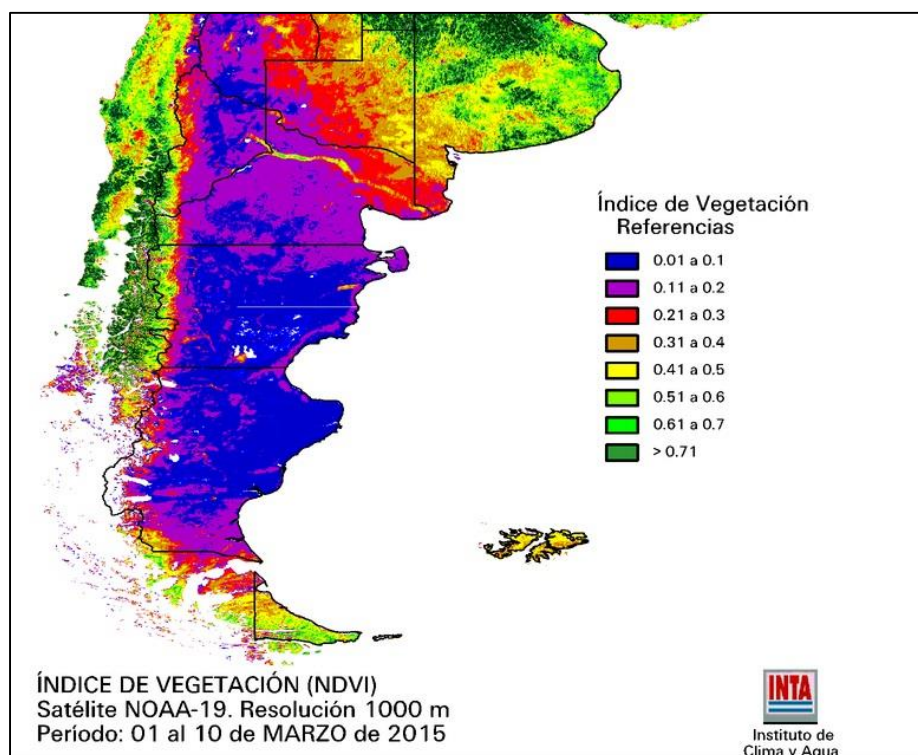 Índice de Vegetación
Referencias
0.01 a 0.1
0.11 a 0.2
0.21 a 0.3
0.31 a 0.4
0.41 a 0.5
0.51 a 0.6
0.61 a 0.7
> 0.71
ÍNDICE DE VEGETACIÓN (NDVI)
Satélite NOAA-19. Resolución 1000 m
Período: 01 al 10 de MARZO de 2015
INTA
Instituto de
Clima y Agua